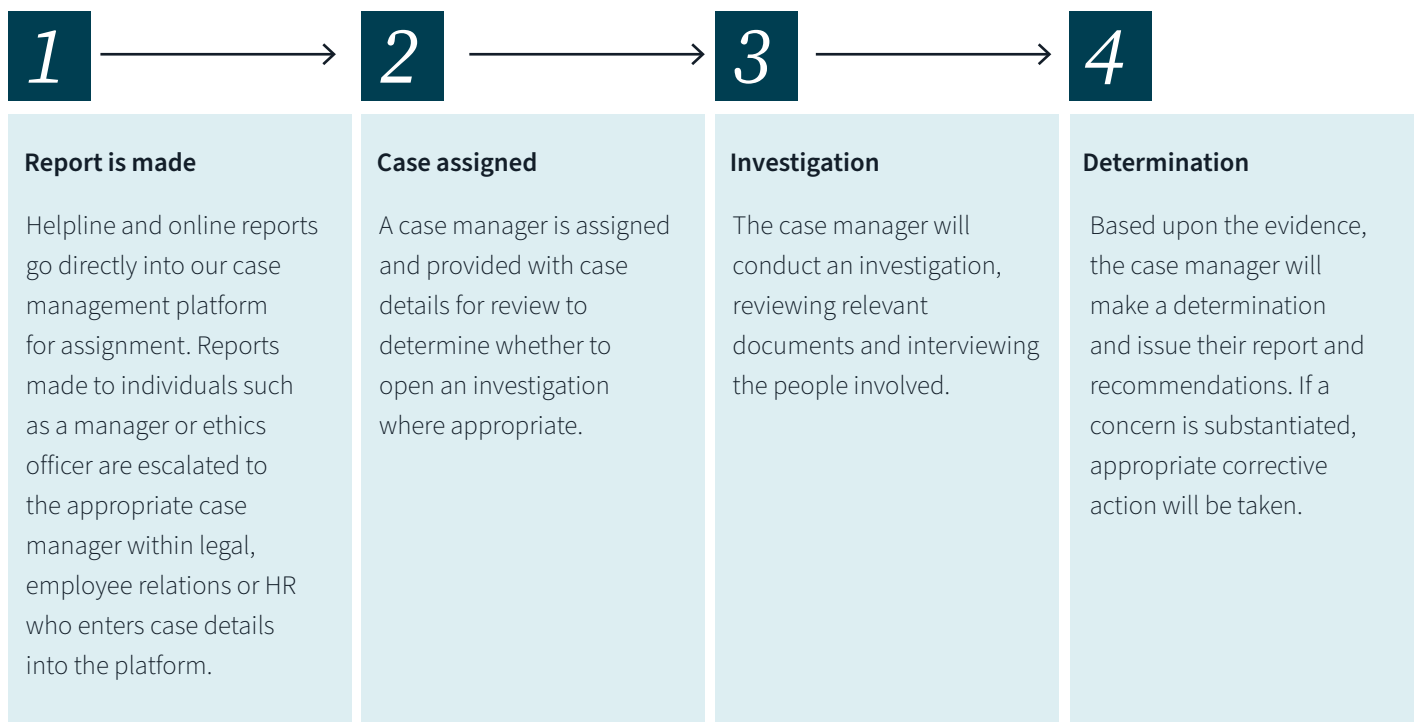 1
2
3
4
Report is made
Helpline and online reports
go directly into our case
management platform
for assignment. Reports
made to individuals such
as a manager or ethics
officer are escalated to
the appropriate case
manager within legal,
employee relations or HR
who enters case details
into the platform.
Case assigned
A case manager is assigned
and provided with case
details for review to
determine whether to
open an investigation
where appropriate.
Investigation
The case manager will
conduct an investigation,
reviewing relevant
documents and interviewing
the people involved.
Determination
Based upon the evidence,
the case manager will
make a determination
and issue their report and
recommendations. If a
concern is substantiated,
appropriate corrective
action will be taken.